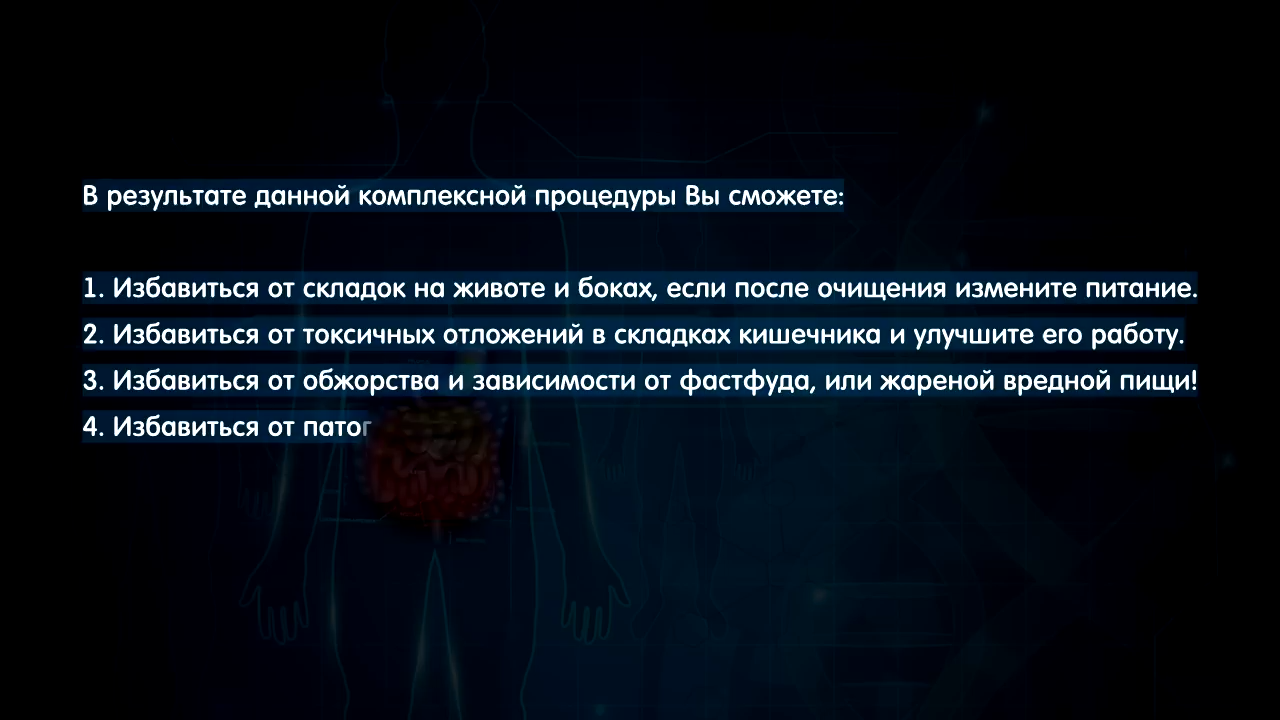 В результате данной комплексной процедуры Вы сможете:
1. Избавиться от складок на животе и боках, если после очищения измените питание.
2. Избавиться от токсичных отложений в складках кишечника и улучшите его работу.
3. Избавиться от обжорства и зависимости от фастфуда, или жареной вредной пищи!
4. Избавиться от патог